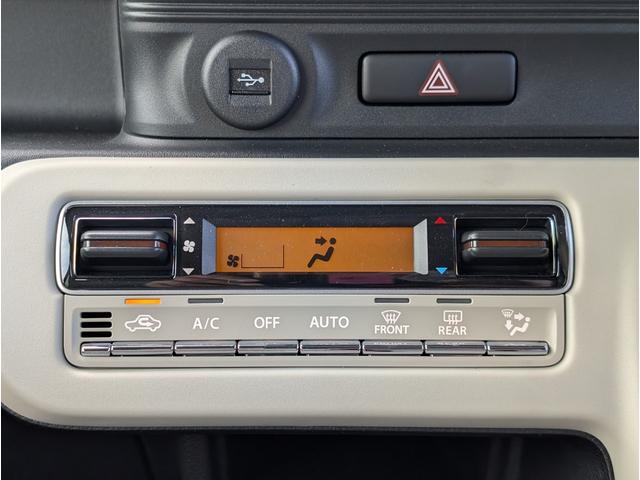 A/C OFF AUTO FRONT REAR